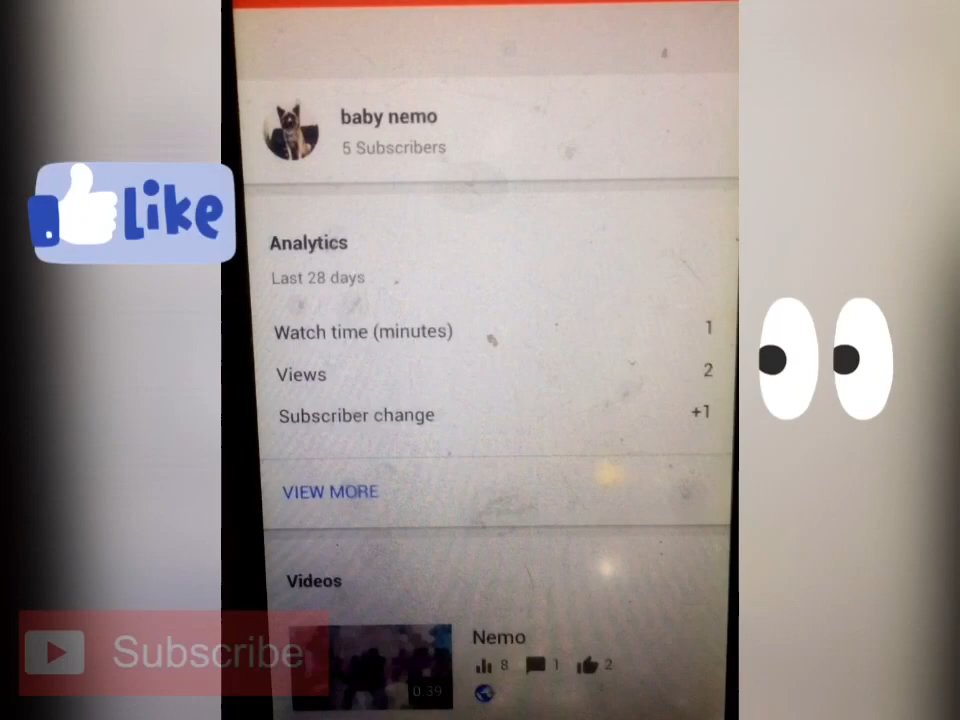 baby nemo
5 Subscribers
Like
Analytics
Last 28 days
Watch time (minutes) 1
Views 2
Subscriber change +1
VIEW MORE
Videos
Nemo
8 1 2
0.39
Subscribe